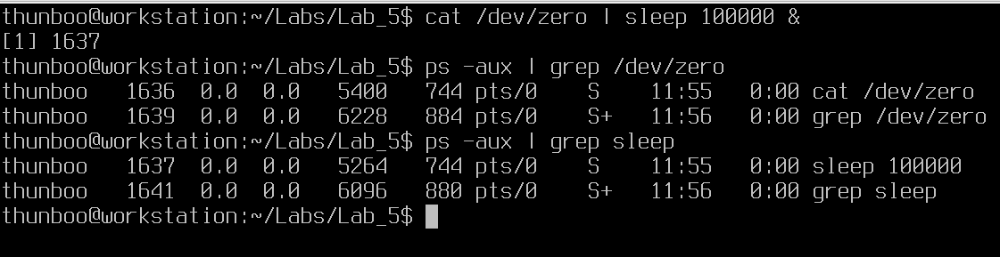 thunboo@workstation:~/Labs/Lab_5$ cat /dev/zero | sleep 100000 &
[1] 1637
thunboo@workstation:~/Labs/Lab_5$ ps -aux | grep /dev/zero
thunboo   1636  0.0  0.0   5400   744 pts/0    S    11:55   0:00 cat /dev/zero
thunboo   1639  0.0  0.0   6228   884 pts/0    S+   11:56   0:00 grep /dev/zero
thunboo@workstation:~/Labs/Lab_5$ ps -aux | grep sleep
thunboo   1637  0.0  0.0   5264   744 pts/0    S    11:55   0:00 sleep 100000
thunboo   1641  0.0  0.0   6096   880 pts/0    S+   11:56   0:00 grep sleep
thunboo@workstation:~/Labs/Lab_5$